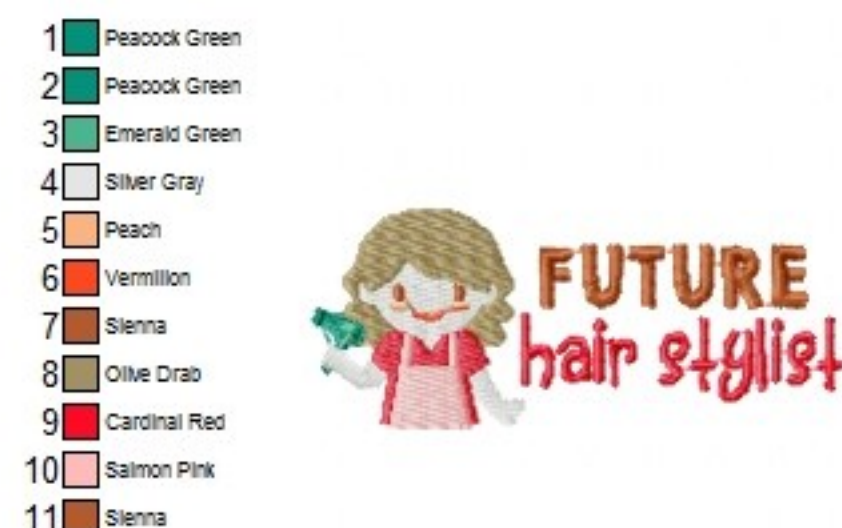 1 Peacock Green
2 Peacock Green
3 Emerald Green
4 Silver Gray
5 Peach
6 Vermilion
7 Sienna
8 Olive Drab
9 Cardinal Red
10 Salmon Pink
11 Sienna
FUTURE
hair stylist